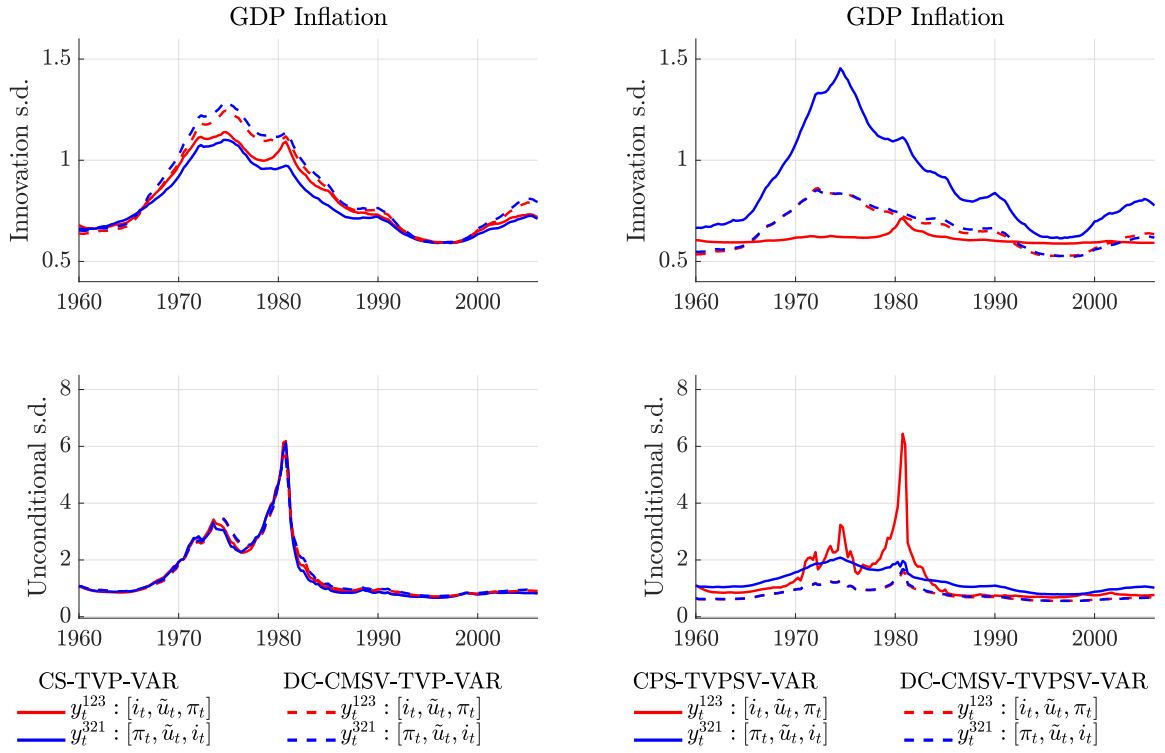 GDP Inflation
1.5
1
0.5
Innovation s.d.
1960 1970 1980 1990 2000
GDP Inflation
1.5
1
0.5
Innovation s.d.
1960 1970 1980 1990 2000
8
6
4
2
0
Unconditional s.d.
1960 1970 1980 1990 2000
8
6
4
2
0
Unconditional s.d.
1960 1970 1980 1990 2000
CS-TVP-VAR
y_t^{123} : [i_t, ũ_t, π_t]
y_t^{321} : [π_t, ũ_t, i_t]
DC-CMSV-TVP-VAR
y_t^{123} : [i_t, ũ_t, π_t]
y_t^{321} : [π_t, ũ_t, i_t]
CPS-TVPSV-VAR
y_t^{123} : [i_t, ũ_t, π_t]
y_t^{321} : [π_t, ũ_t, i_t]
DC-CMSV-TVPSV-VAR
y_t^{123} : [i_t, ũ_t, π_t]
y_t^{321} : [π_t, ũ_t, i_t]